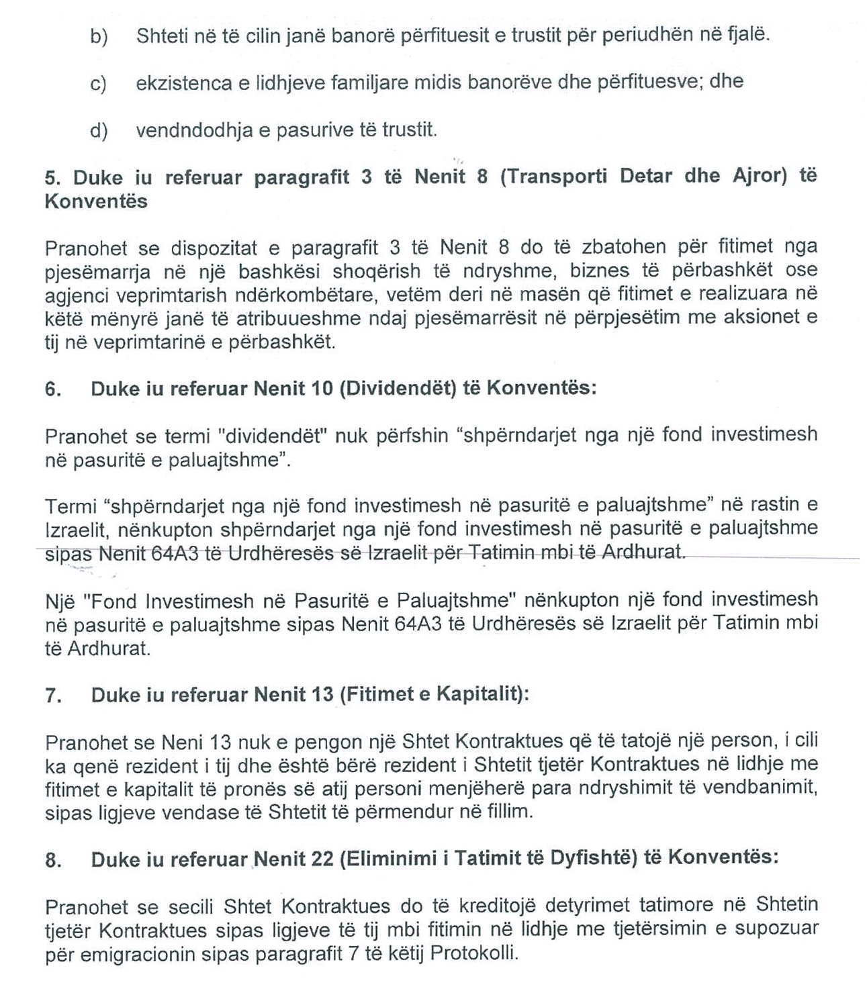 b) Shteti në të cilin janë banorë përfituesit e trustit për periudhën në fjalë.
c) ekzistenca e lidhjeve familjare midis banorëve dhe përfituesve; dhe
d) vendndodhja e pasurive të trustit.
5. Duke iu referuar paragrafit 3 të Nenit 8 (Transporti Detar dhe Ajror) të
Konventës
Pranohet se dispozitat e paragrafit 3 të Nenit 8 do të zbatohen për fitimet nga
pjesëmarrja në një bashkësi shoqërish të ndryshme, biznes të përbashkët ose
agjenci veprimtarish ndërkombëtare, vetëm deri në masën që fitimet e realizuara në
këtë mënyrë janë të atribuueshme ndaj pjesëmarrësit në përpjesëtim me aksionet e
tij në veprimtarinë e përbashkët.
6. Duke iu referuar Nenit 10 (Dividendët) të Konventës:
Pranohet se termi "dividendët" nuk përfshin “shpërndarjet nga një fond investimesh
në pasuritë e paluajtshme”.
Termi “shpërndarjet nga një fond investimesh në pasuritë e paluajtshme” në rastin e
Izraelit, nënkupton shpërndarjet nga një fond investimesh në pasuritë e paluajtshme
sipas Nenit 64A3 të Urdhëresës së Izraelit për Tatimin mbi të Ardhurat.
Një "Fond Investimesh në Pasuritë e Paluajtshme" nënkupton një fond investimesh
në pasuritë e paluajtshme sipas Nenit 64A3 të Urdhëresës së Izraelit për Tatimin mbi
të Ardhurat.
7. Duke iu referuar Nenit 13 (Fitimet e Kapitalit):
Pranohet se Neni 13 nuk e pengon një Shtet Kontraktues që të tatojë një person, i cili
ka qenë rezident i tij dhe është bërë rezident i Shtetit tjetër Kontraktues në lidhje me
fitimet e kapitalit të pronës së atij personi menjëherë para ndryshimit të vendbanimit,
sipas ligjeve vendase të Shtetit të përmendur në fillim.
8. Duke iu referuar Nenit 22 (Eliminimi i Tatimit të Dyfishtë) të Konventës:
Pranohet se secili Shtet Kontraktues do të kreditojë detyrimet tatimore në Shtetin
tjetër Kontraktues sipas ligjeve të tij mbi fitimin në lidhje me tjetërsimin e supozuar
për emigracionin sipas paragrafit 7 të këtij Protokolli.